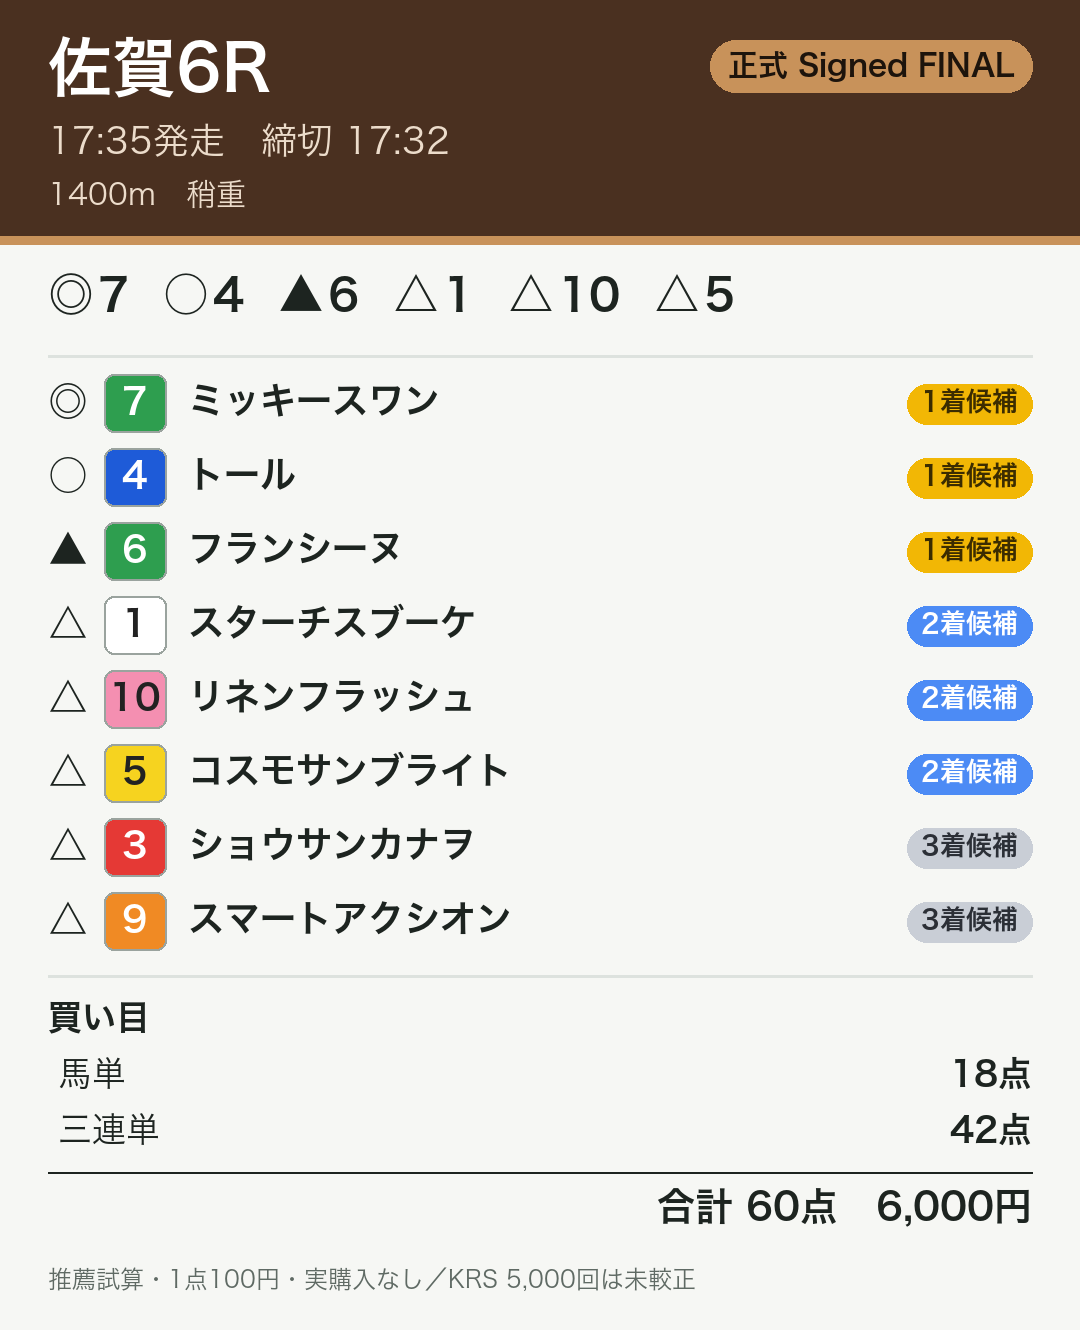 佐賀6R
正式 Signed FINAL
17:35発走　締切 17:32
1400m　稍重
◎7 ○4 ▲6 △1 △10 △5
◎ 7 ミッキースワン 1着候補
○ 4 トール 1着候補
▲ 6 フランシーヌ 1着候補
△ 1 スターチスブーケ 2着候補
△ 10 リネンフラッシュ 2着候補
△ 5 コスモサンブライト 2着候補
△ 3 ショウサンカナヲ 3着候補
△ 9 スマートアクシオン 3着候補
買い目
馬単 18点
三連単 42点
合計 60点　6,000円
推薦試算・1点100円・実購入なし／KRS 5,000回は未較正